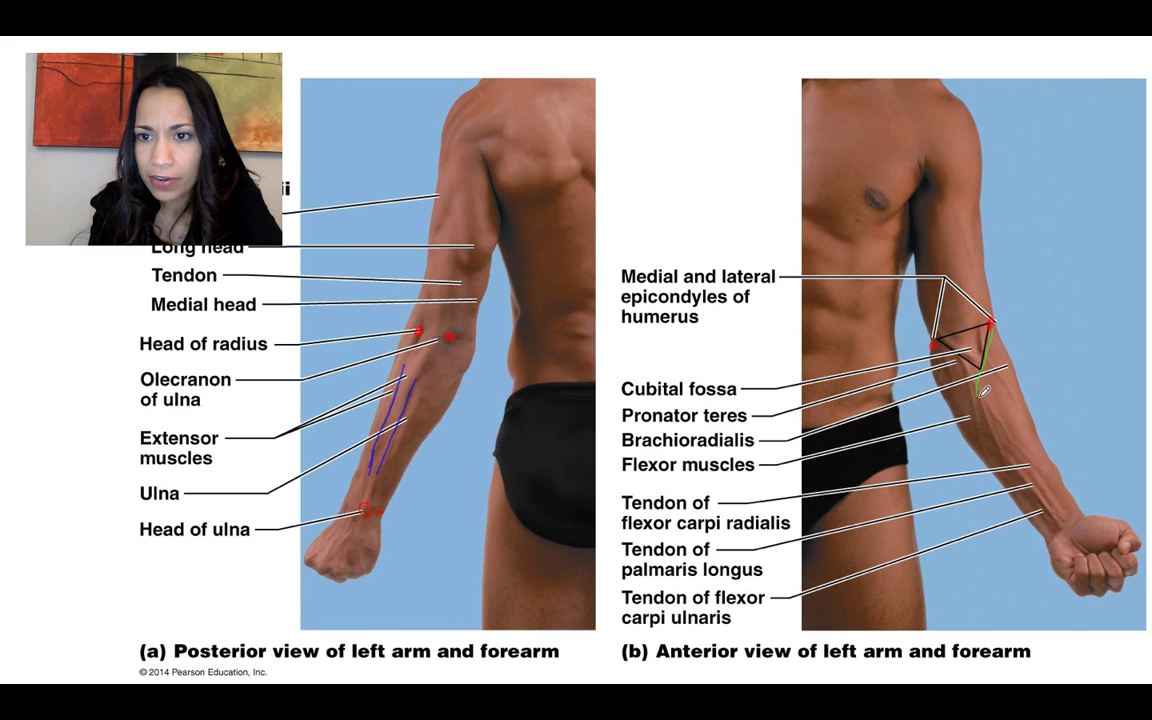 ii
Long head
Tendon
Medial head
Head of radius
Olecranon
of ulna
Extensor
muscles
Ulna
Head of ulna
(a) Posterior view of left arm and forearm
© 2014 Pearson Education, Inc.
Medial and lateral
epicondyles of
humerus
Cubital fossa
Pronator teres
Brachioradialis
Flexor muscles
Tendon of
flexor carpi radialis
Tendon of
palmaris longus
Tendon of flexor
carpi ulnaris
(b) Anterior view of left arm and forearm